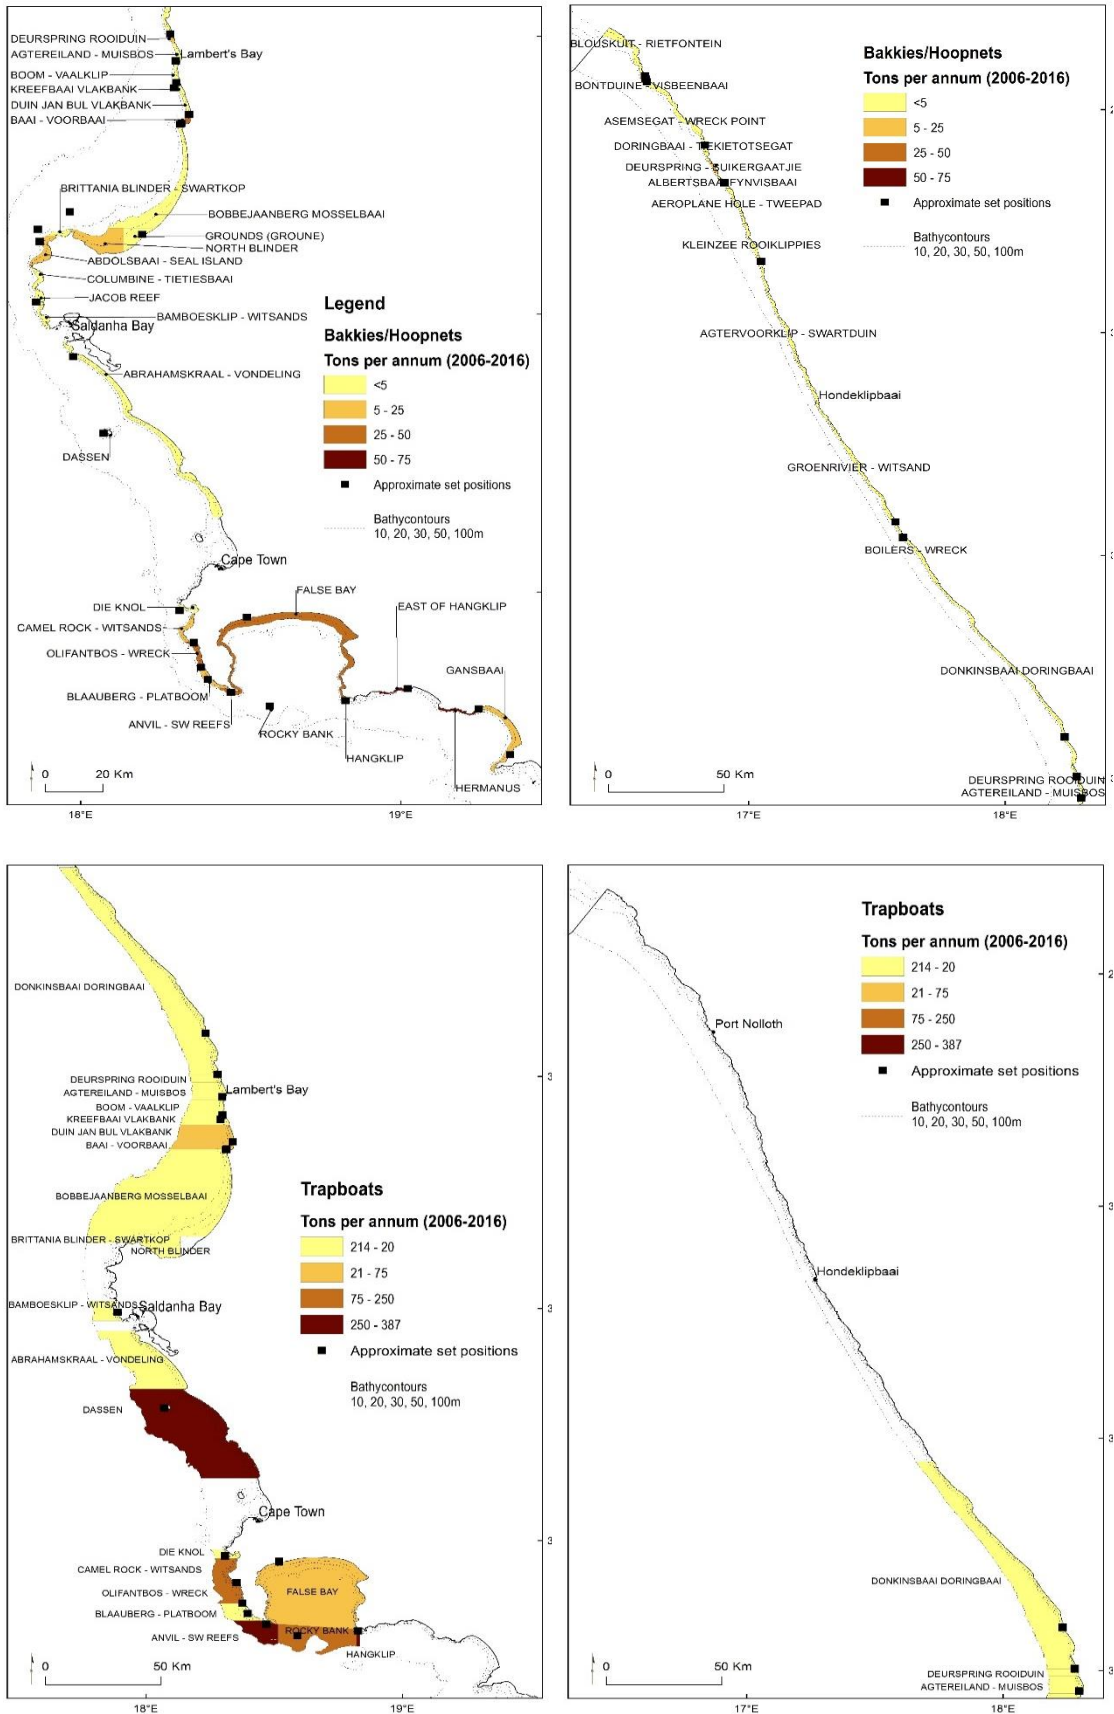 DEURSPRING ROOIDUIN
AGTEREILAND - MUISBOS
Lambert's Bay
BOOM - VAALKLIP
KREEFBAAI VLAKBANK
DUIN JAN BUL VLAKBANK
BAAI - VOORBAAI
BRITTANIA BLINDER - SWARTKOP
BOBBEJAANBERG MOSSELBAAI
GROUNDS (GROUNE)
NORTH BLINDER
ABDOLSBAAI - SEAL ISLAND
COLUMBINE - TIETIESBAAI
JACOB REEF
BAMBOESKLIP - WITSANDS
Saldanha Bay
ABRAHAMSKRAAL - VONDELING
DASSEN
Cape Town
FALSE BAY
DIE KNOL
EAST OF HANGKLIP
CAMEL ROCK - WITSANDS
OLIFANTBOS - WRECK
GANSBAAI
BLAAUBERG - PLATBOOM
ANVIL - SW REEFS
ROCKY BANK
HANGKLIP
HERMANUS
Legend
Bakkies/Hoopnets
Tons per annum (2006-2016)
<5
5 - 25
25 - 50
50 - 75
Approximate set positions
Bathycontours
10, 20, 30, 50, 100m
0 20 Km
18°E 19°E
BLOUSKUIT - RIETFONTEIN
BONTDUINE - VISBEENBAAI
ASEMSEGAT - WRECK POINT
DORINGBAAI - TIEKIETOTSEGAT
DEURSPRING - SUIKERGAATJIE
ALBERTSBAAI FYNVISBAAI
AEROPLANE HOLE - TWEEPAD
KLEINZEE ROOIKLIPPIES
AGTERVOORKLIP - SWARTDUIN
Hondeklipbaai
GROENRIVIER - WITSAND
BOILERS - WRECK
DONKINSBAAI DORINGBAAI
DEURSPRING ROOIDUIN
AGTEREILAND - MUISBOS
Bakkies/Hoopnets
Tons per annum (2006-2016)
<5
5 - 25
25 - 50
50 - 75
Approximate set positions
Bathycontours
10, 20, 30, 50, 100m
0 50 Km
17°E 18°E
DONKINSBAAI DORINGBAAI
DEURSPRING ROOIDUIN
AGTEREILAND - MUISBOS
Lambert's Bay
BOOM - VAALKLIP
KREEFBAAI VLAKBANK
DUIN JAN BUL VLAKBANK
BAAI - VOORBAAI
BOBBEJAANBERG MOSSELBAAI
BRITTANIA BLINDER - SWARTKOP
NORTH BLINDER
BAMBOESKLIP - WITSANDS
Saldanha Bay
ABRAHAMSKRAAL - VONDELING
DASSEN
Cape Town
DIE KNOL
CAMEL ROCK - WITSANDS
OLIFANTBOS - WRECK
FALSE BAY
BLAAUBERG - PLATBOOM
ANVIL - SW REEFS
ROCKY BANK
HANGKLIP
Trapboats
Tons per annum (2006-2016)
214 - 20
21 - 75
75 - 250
250 - 387
Approximate set positions
Bathycontours
10, 20, 30, 50, 100m
0 50 Km
18°E 19°E
Port Nolloth
Hondeklipbaai
DONKINSBAAI DORINGBAAI
DEURSPRING ROOIDUIN
AGTEREILAND - MUISBOS
Trapboats
Tons per annum (2006-2016)
214 - 20
21 - 75
75 - 250
250 - 387
Approximate set positions
Bathycontours
10, 20, 30, 50, 100m
0 50 Km
17°E 18°E